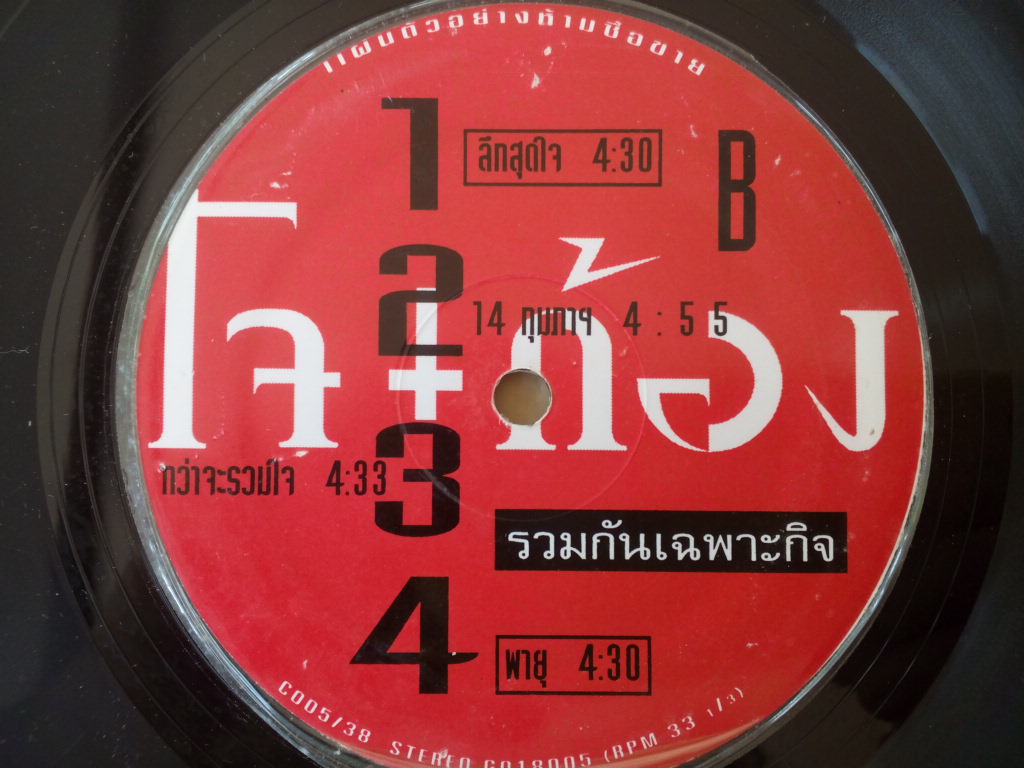 แผ่นตัวอย่างห้ามซื้อขาย
1 ลึกสุดใจ 4:30
B
2 14 กุมภาฯ 4:55
โจ+ก้อง
3 กว่าจะรวมใจ 4:33
รวมกันเฉพาะกิจ
4 พายุ 4:30
C005/38 STEREO G018005 (RPM 33 1/3)